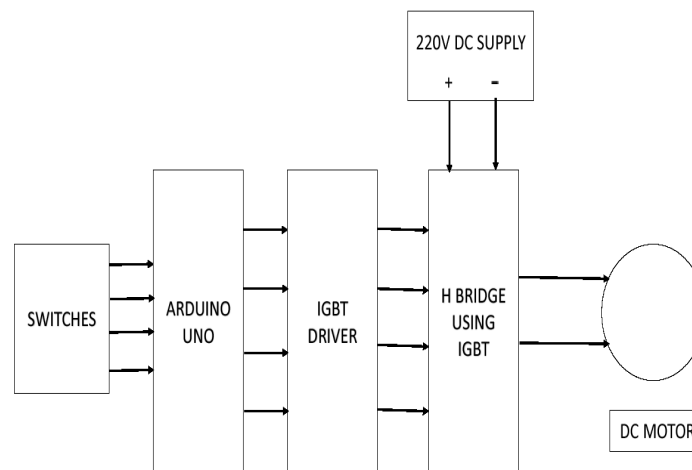 220V DC SUPPLY
+ -
SWITCHES
ARDUINO
UNO
IGBT
DRIVER
H BRIDGE
USING
IGBT
DC MOTOR